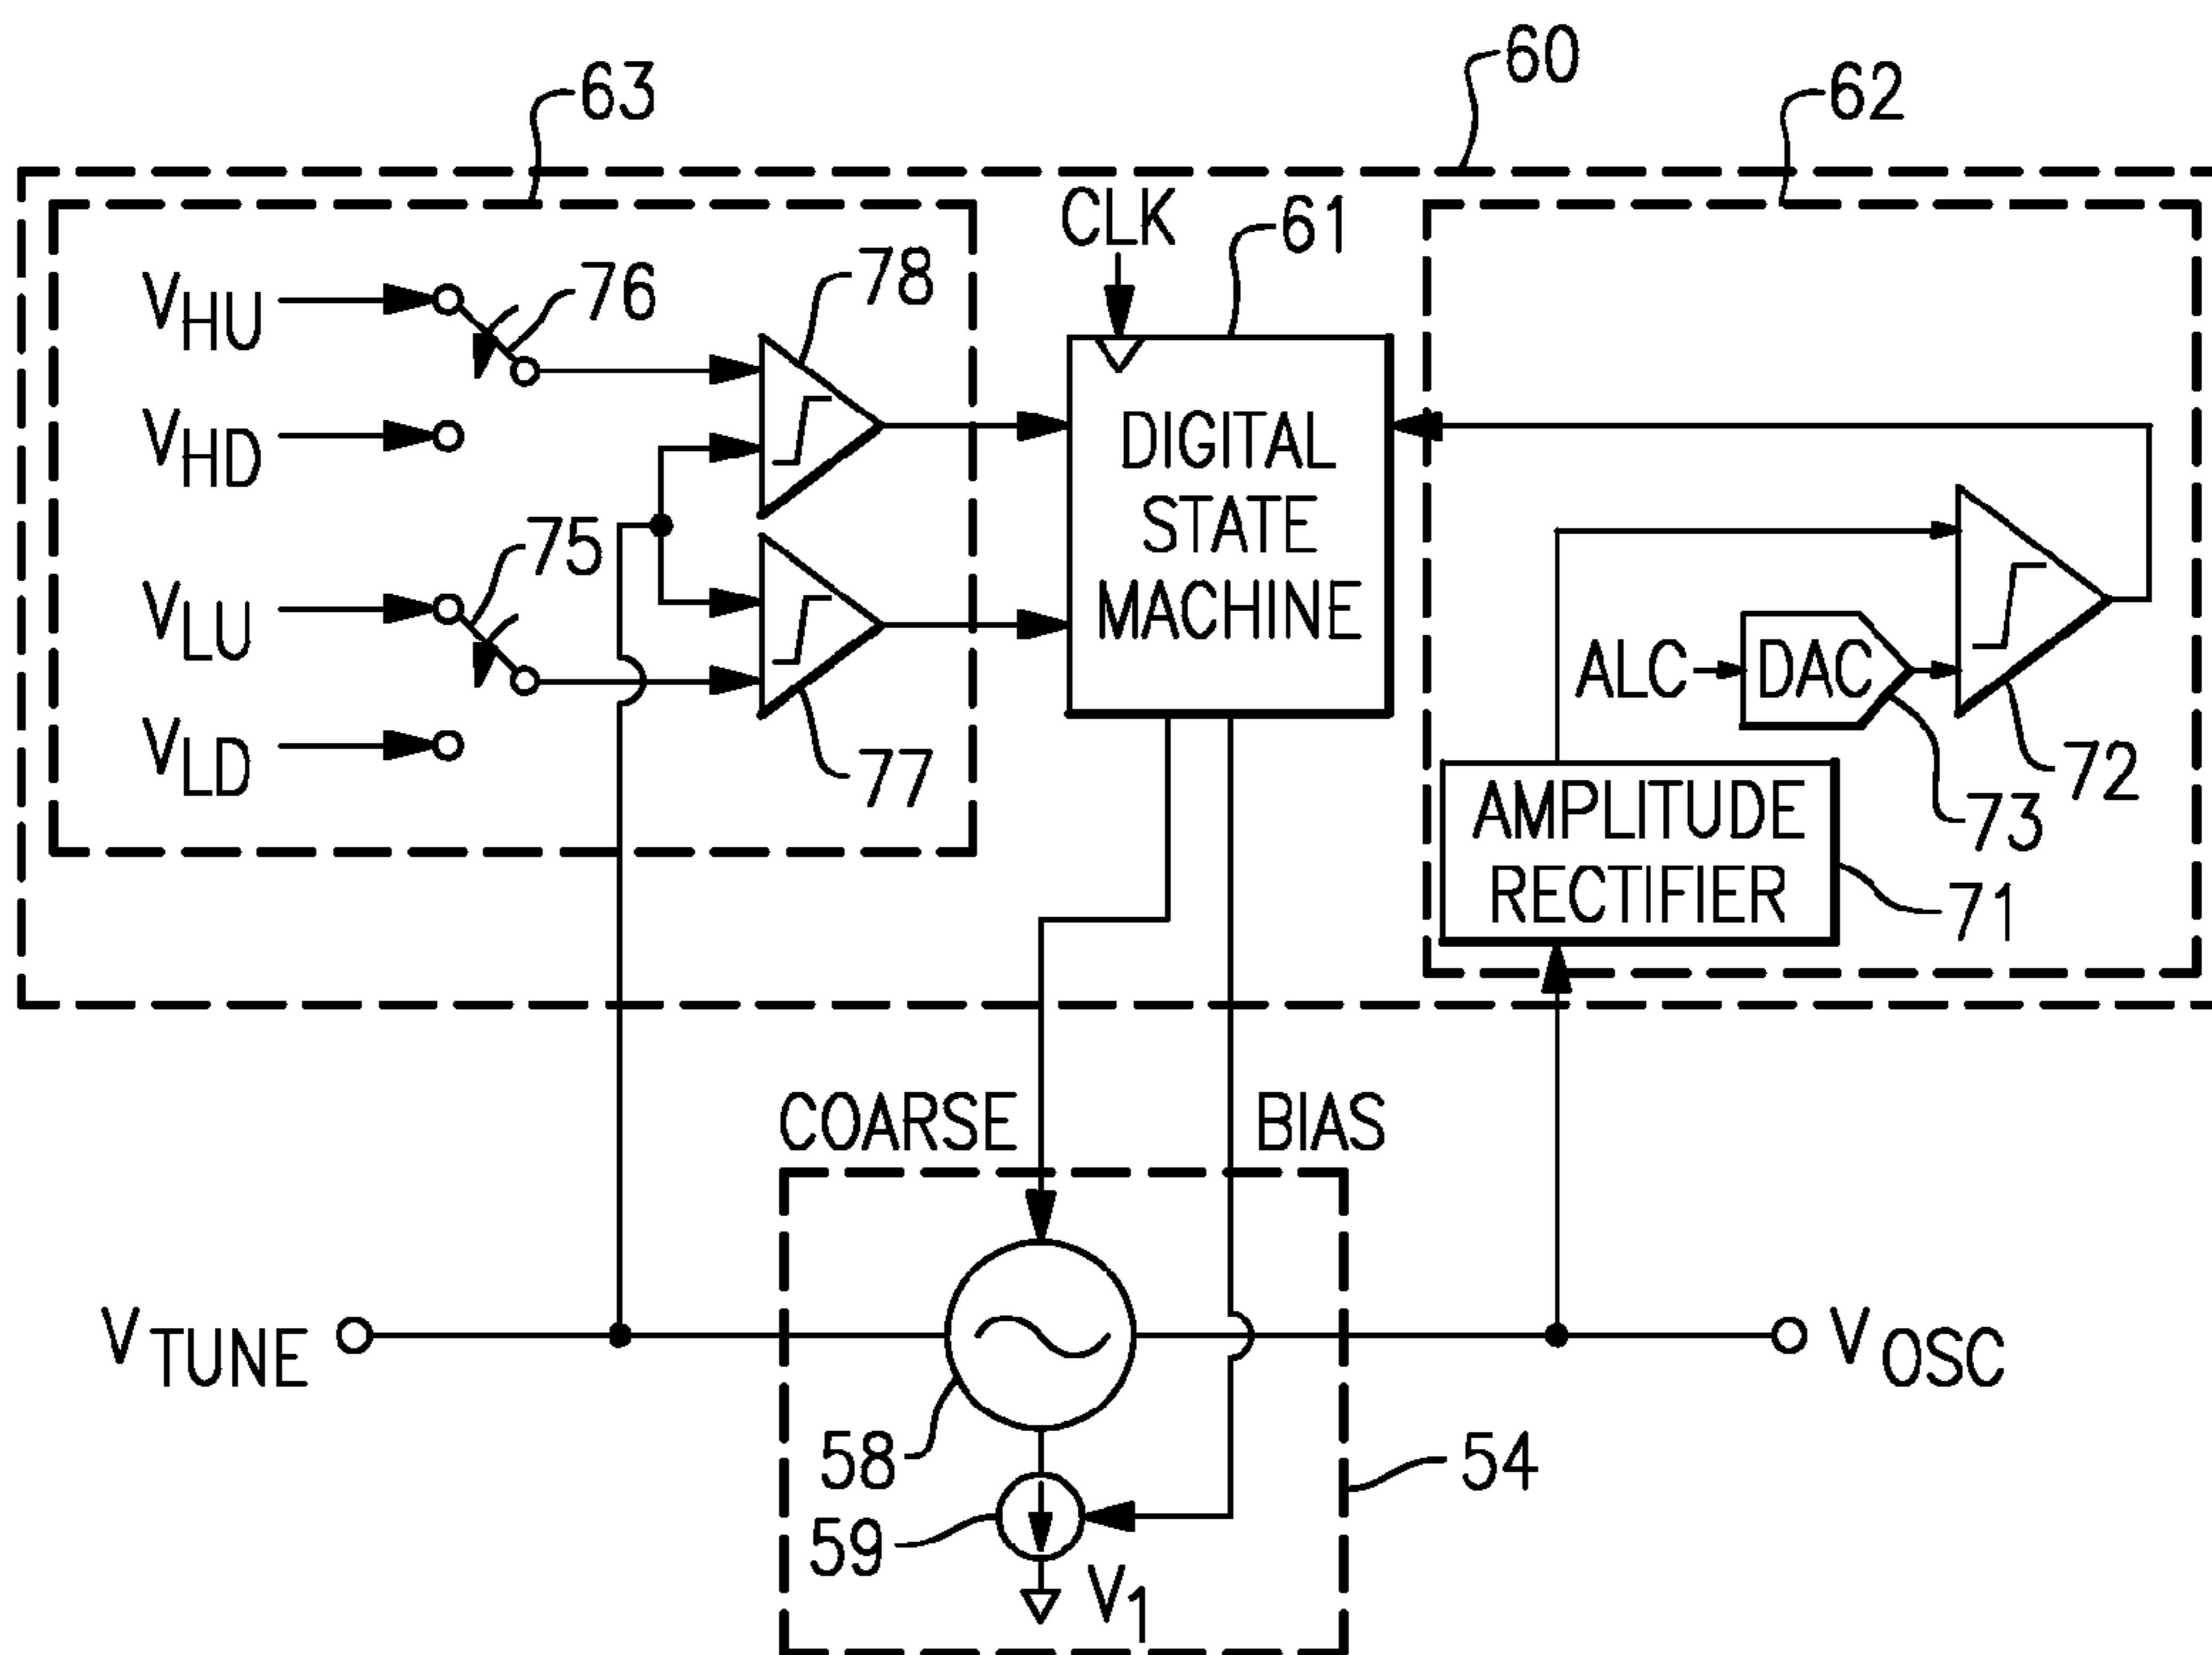 60
63
62
CLK
61
78
76
VHU
VHD
DIGITAL
STATE
MACHINE
75
VLU
VLD
77
ALC
DAC
72
73
AMPLITUDE
RECTIFIER
71
COARSE
BIAS
VTUNE
VOSC
58
54
59
V1